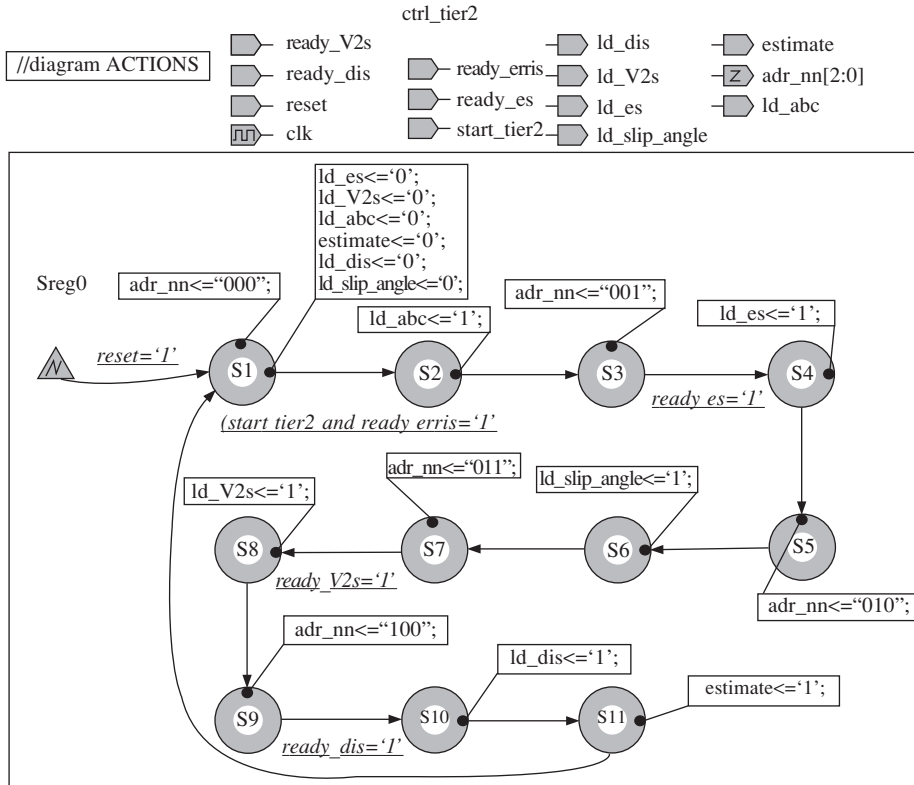 ctrl_tier2
//diagram ACTIONS
ready_V2s
ready_dis
reset
clk
ready_erris
ready_es
start_tier2
ld_dis
ld_V2s
ld_es
ld_slip_angle
estimate
Z adr_nn[2:0]
ld_abc
ld_es<=‘0’;
ld_V2s<=‘0’;
ld_abc<=‘0’;
estimate<=‘0’;
ld_dis<=‘0’;
ld_slip_angle<=‘0’;
Sreg0
adr_nn<=“000”;
ld_abc<=‘1’;
adr_nn<=“001”;
ld_es<=‘1’;
reset=‘1’
S1
S2
S3
S4
(start tier2 and ready erris=‘1’
ready es=‘1’
ld_V2s<=‘1’;
adr_nn<=“011”;
ld_slip_angle<=‘1’;
S8
S7
S6
S5
ready_V2s=‘1’
adr_nn<=“010”;
adr_nn<=“100”;
ld_dis<=‘1’;
estimate<=‘1’;
S9
S10
S11
ready_dis=‘1’